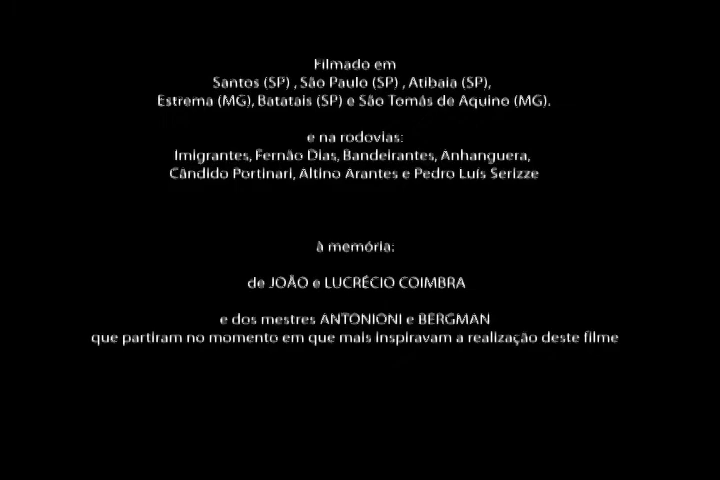 Filmado em
Santos (SP) , São Paulo (SP) , Atibaia (SP),
Estrema (MG), Batatais (SP) e São Tomás de Aquino (MG).
e na rodovias:
Imigrantes, Fernão Dias, Bandeirantes, Anhanguera,
Cândido Portinari, Altino Arantes e Pedro Luís Serizze
à memória:
de JOÃO e LUCRÉCIO COIMBRA
e dos mestres ANTONIONI e BERGMAN
que partiram no momento em que mais inspiravam a realização deste filme